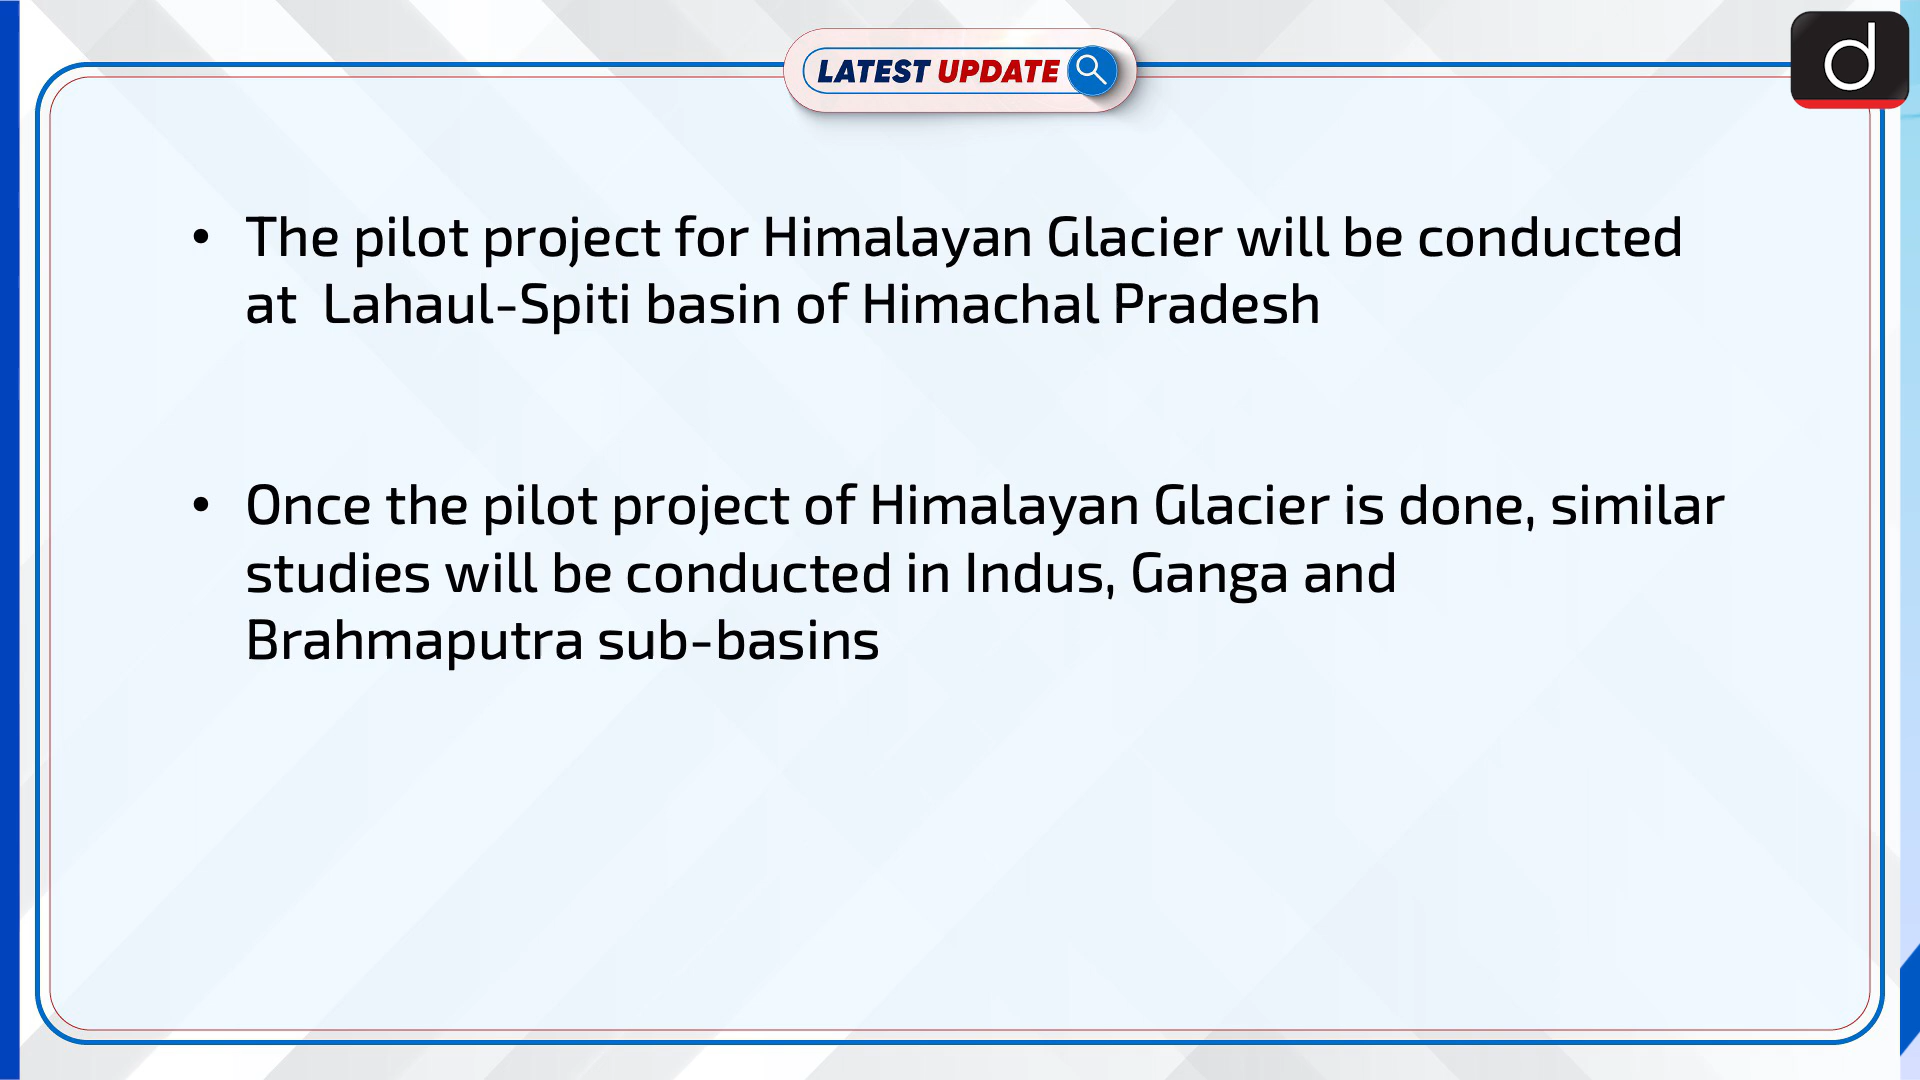 LATEST UPDATE
d
• The pilot project for Himalayan Glacier will be conducted
at Lahaul-Spiti basin of Himachal Pradesh
• Once the pilot project of Himalayan Glacier is done, similar
studies will be conducted in Indus, Ganga and
Brahmaputra sub-basins